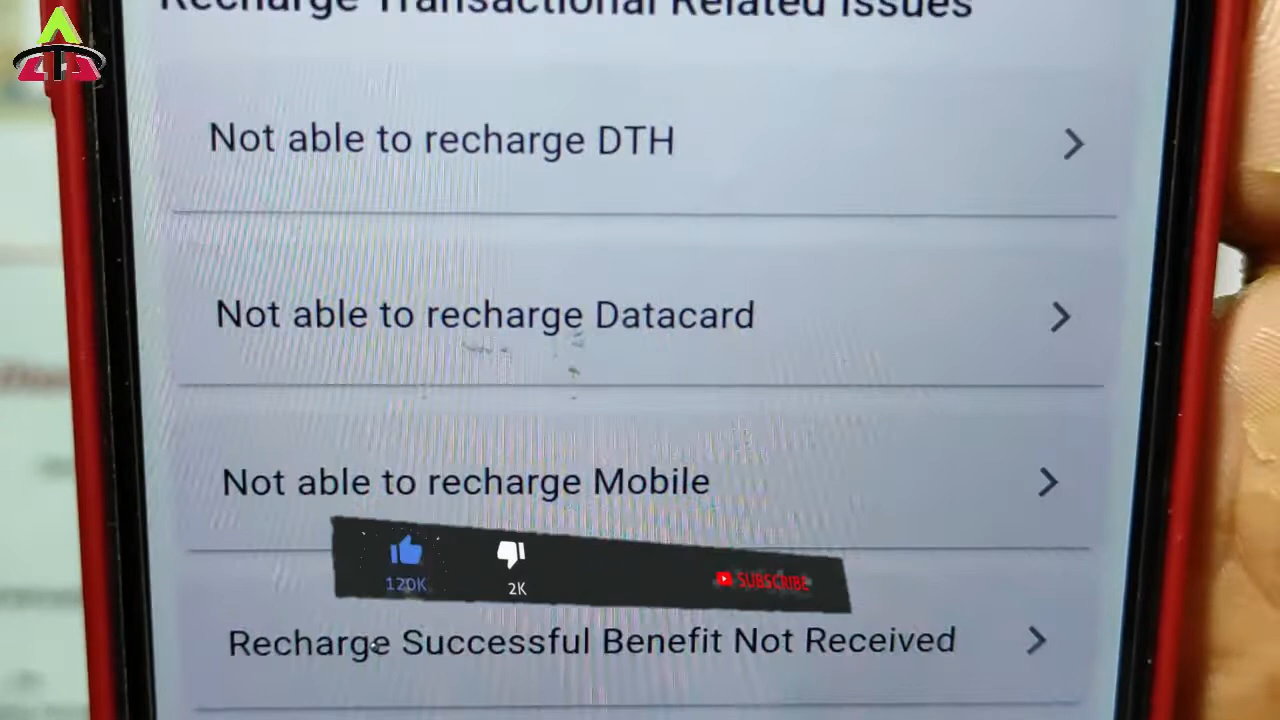 Recharge Transactional Related Issues
Not able to recharge DTH
Not able to recharge Datacard
Not able to recharge Mobile
120K
2K
SUBSCRIBE
Recharge Successful Benefit Not Received